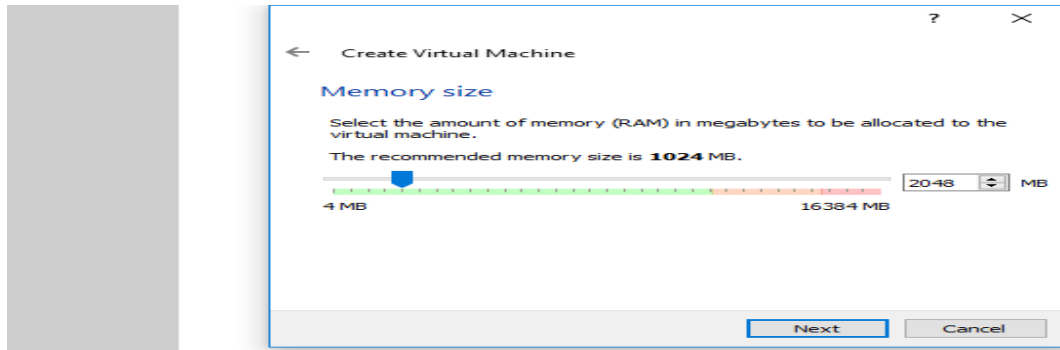 ?
← Create Virtual Machine
Memory size
Select the amount of memory (RAM) in megabytes to be allocated to the
virtual machine.
The recommended memory size is 1024 MB.
2048 MB
4 MB 16384 MB
Next Cancel